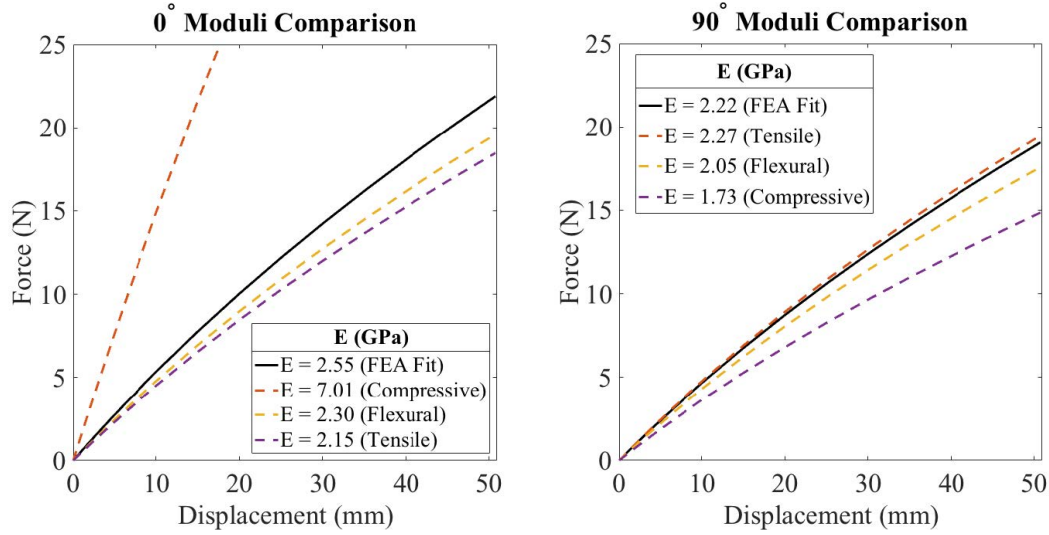 0° Moduli Comparison
25
20
15
10
5
0
Force (N)
E (GPa)
E = 2.55 (FEA Fit)
E = 7.01 (Compressive)
E = 2.30 (Flexural)
E = 2.15 (Tensile)
0 10 20 30 40 50
Displacement (mm)
90° Moduli Comparison
25
20
15
10
5
0
Force (N)
E (GPa)
E = 2.22 (FEA Fit)
E = 2.27 (Tensile)
E = 2.05 (Flexural)
E = 1.73 (Compressive)
0 10 20 30 40 50
Displacement (mm)